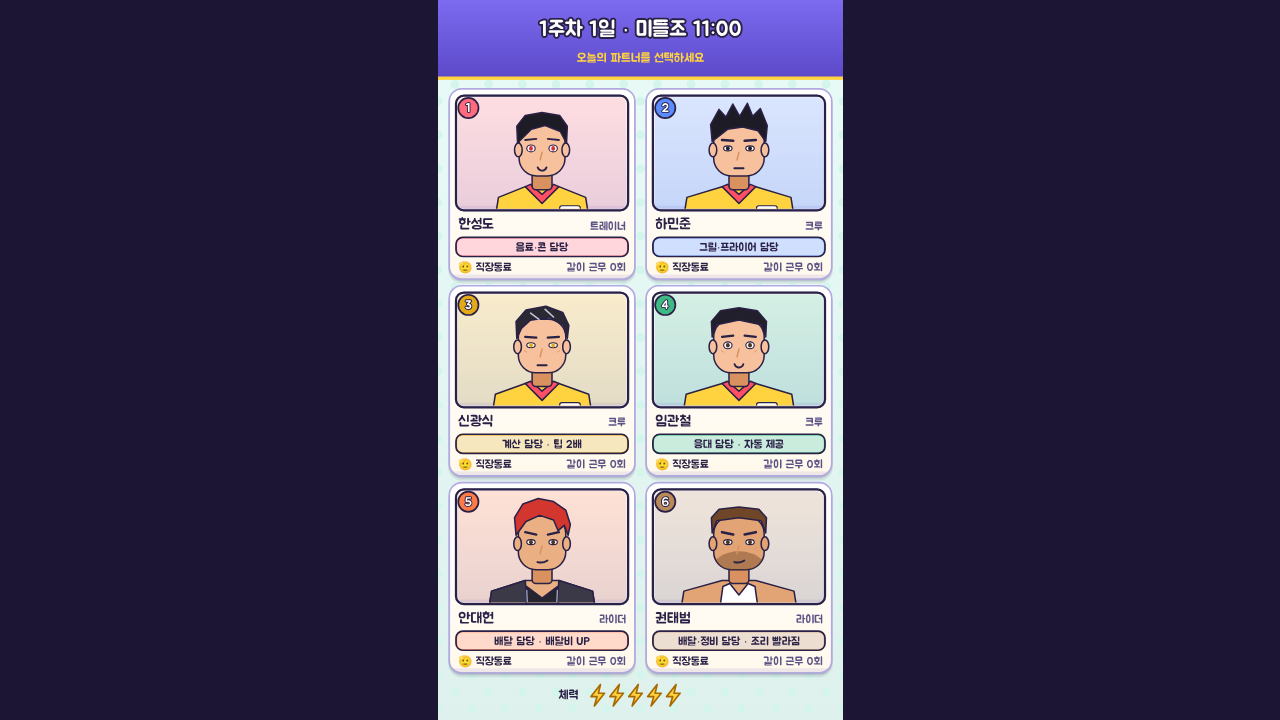 1주차 1일 · 미들조 11:00
오늘의 파트너를 선택하세요
1
한성도 트레이너
음료·콘 담당
직장동료 같이 근무 0회
2
하민준 크루
그릴·프라이어 담당
직장동료 같이 근무 0회
3
신광식 크루
계산 담당 · 팁 2배
직장동료 같이 근무 0회
4
임관철 크루
응대 담당 · 자동 제공
직장동료 같이 근무 0회
5
안대헌 라이더
배달 담당 · 배달비 UP
직장동료 같이 근무 0회
6
권태범 라이더
배달·정비 담당 · 조리 빨라짐
직장동료 같이 근무 0회
체력